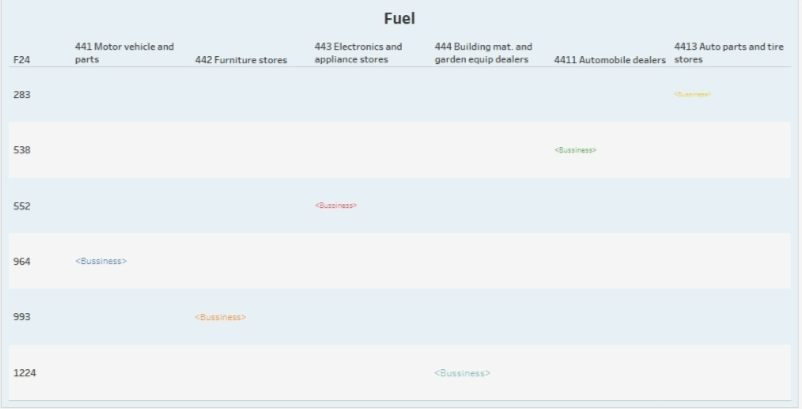 Fuel
F24 441 Motor vehicle and parts 442 Furniture stores 443 Electronics and appliance stores 444 Building mat. and garden equip dealers 4411 Automobile dealers 4413 Auto parts and tire stores
283 <Bussiness>
538 <Bussiness>
552 <Bussiness>
964 <Bussiness>
993 <Bussiness>
1224 <Bussiness>